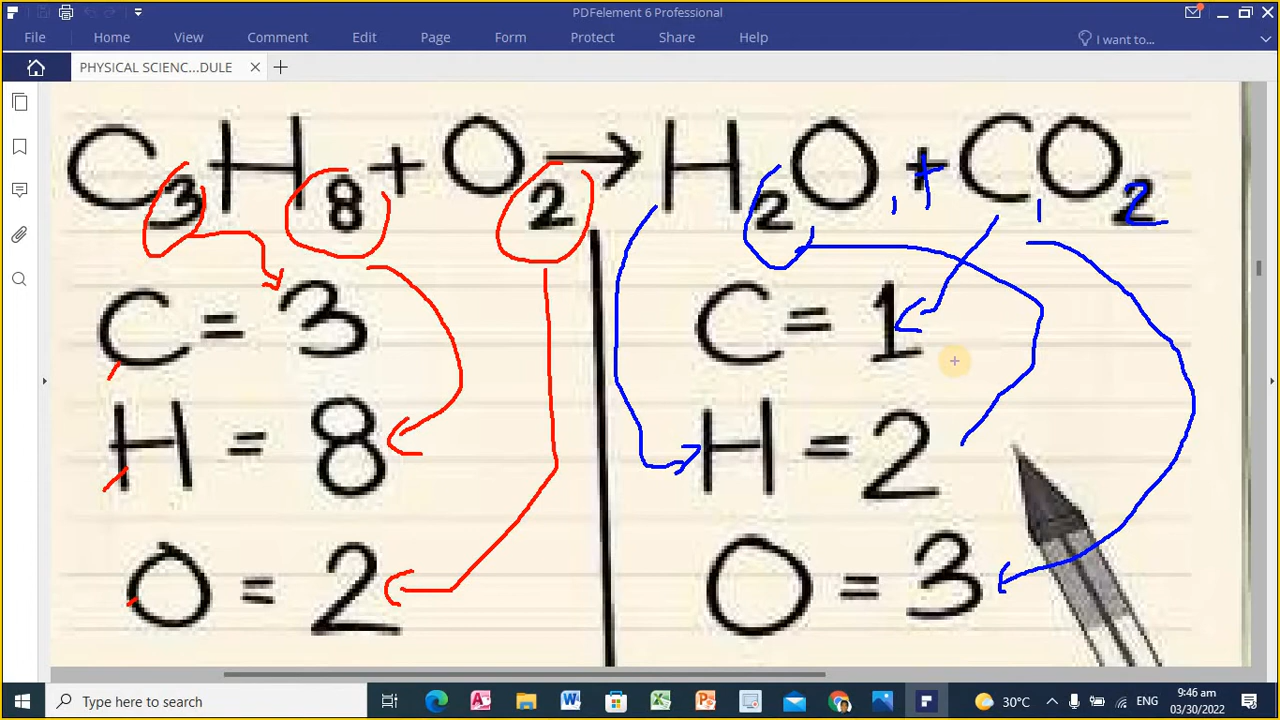 PDFelement 6 Professional
File Home View Comment Edit Page Form Protect Share Help I want to...
PHYSICAL SCIENC...DULE
C₃H₈ + O₂ → H₂O + CO₂
C = 3 C = 1
H = 8 H = 2
O = 2 O = 3
Type here to search 30°C ENG 9:46 am
03/30/2022